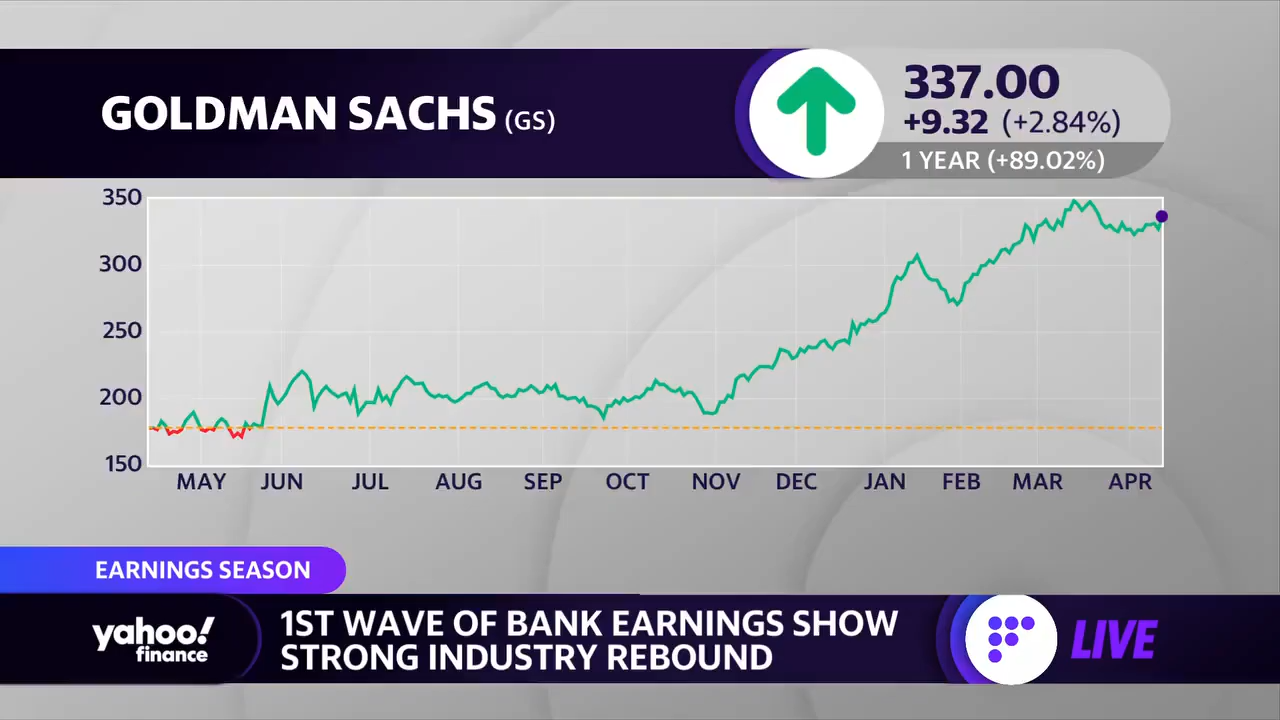 GOLDMAN SACHS (GS)
337.00
+9.32 (+2.84%)
1 YEAR (+89.02%)
350
300
250
200
150
MAY JUN JUL AUG SEP OCT NOV DEC JAN FEB MAR APR
EARNINGS SEASON
yahoo!
finance
1ST WAVE OF BANK EARNINGS SHOW
STRONG INDUSTRY REBOUND
LIVE